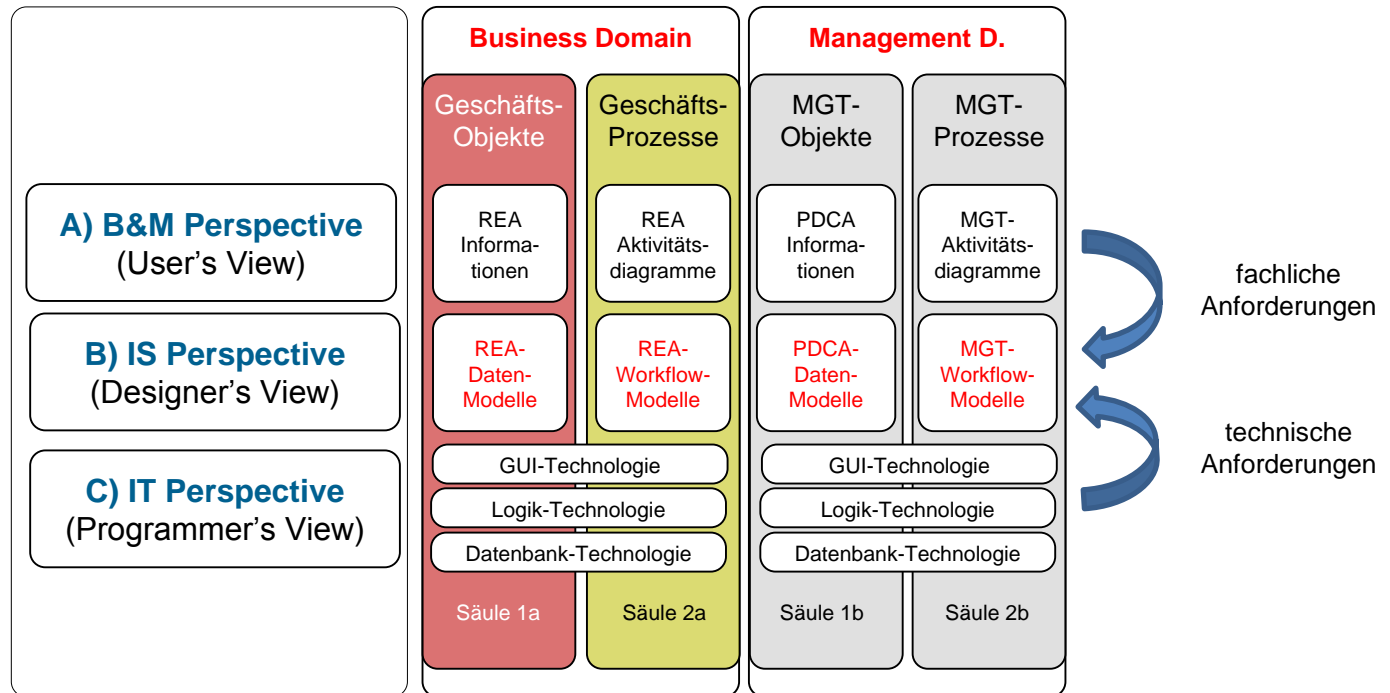 Business Domain
Management D.
Geschäfts-
Objekte
Geschäfts-
Prozesse
MGT-
Objekte
MGT-
Prozesse
A) B&M Perspective
(User’s View)
REA
Informa-
tionen
REA
Aktivitäts-
diagramme
PDCA
Informa-
tionen
MGT-
Aktivitäts-
diagramme
fachliche
Anforderungen
B) IS Perspective
(Designer’s View)
REA-
Daten-
Modelle
REA-
Workflow-
Modelle
PDCA-
Daten-
Modelle
MGT-
Workflow-
Modelle
technische
Anforderungen
C) IT Perspective
(Programmer’s View)
GUI-Technologie
GUI-Technologie
Logik-Technologie
Logik-Technologie
Datenbank-Technologie
Datenbank-Technologie
Säule 1a
Säule 2a
Säule 1b
Säule 2b